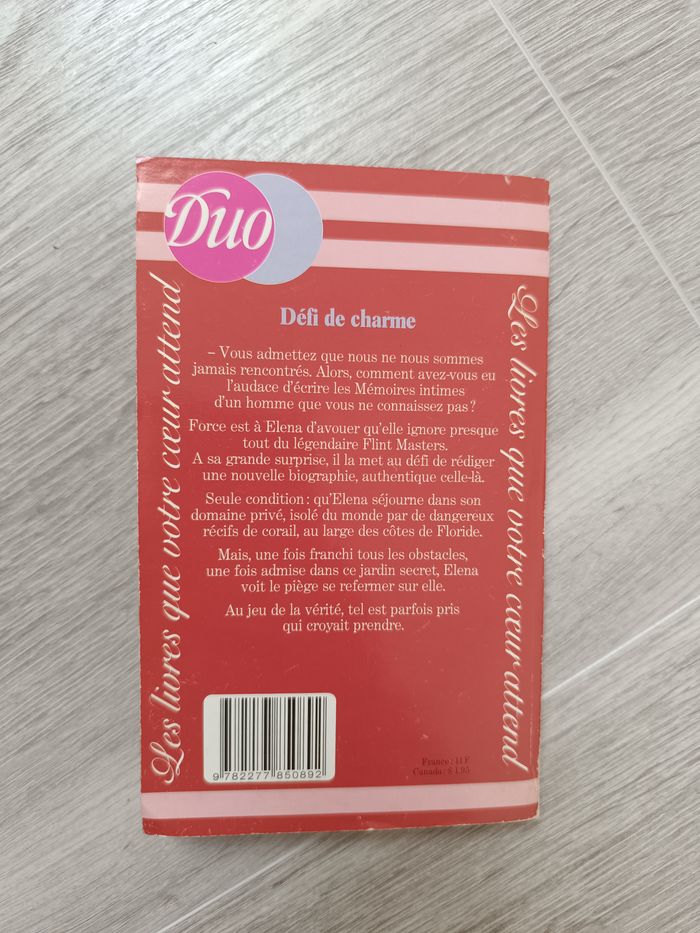 Duo
Défi de charme
– Vous admettez que nous ne nous sommes
jamais rencontrés. Alors, comment avez-vous eu
l'audace d'écrire les Mémoires intimes
d'un homme que vous ne connaissez pas ?
Force est à Elena d'avouer qu'elle ignore presque
tout du légendaire Flint Masters.
A sa grande surprise, il la met au défi de rédiger
une nouvelle biographie, authentique celle-là.
Seule condition : qu'Elena séjourne dans son
domaine privé, isolé du monde par de dangereux
récifs de corail, au large des côtes de Floride.
Mais, une fois franchi tous les obstacles,
une fois admise dans ce jardin secret, Elena
voit le piège se refermer sur elle.
Au jeu de la vérité, tel est parfois pris
qui croyait prendre.
Les livres que votre cœur attend
Les livres que votre cœur attend
9 782277 850892
France : 11 F
Canada : $ 1.95